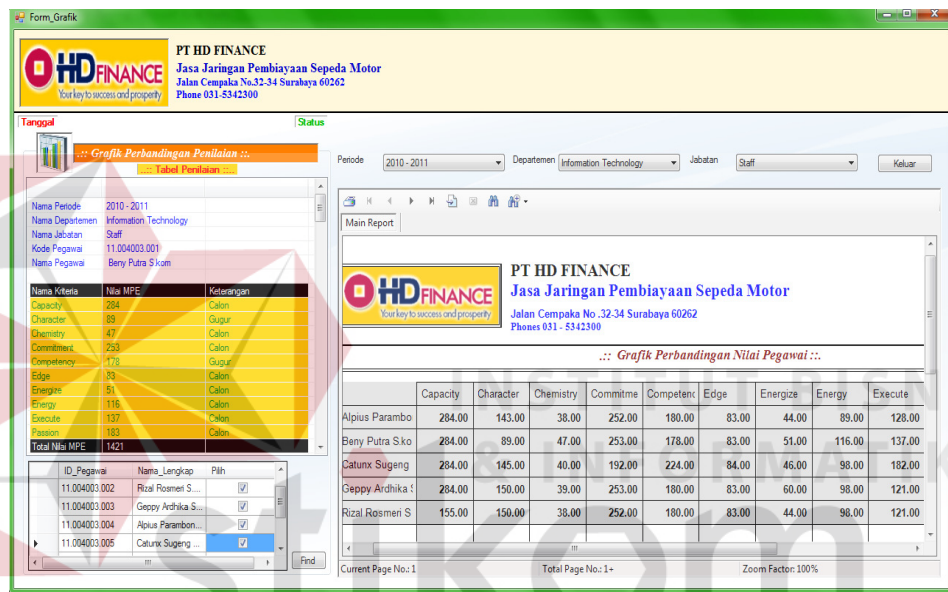 Form_Grafik
HDFINANCE
Your key to success and prosperity
PT HD FINANCE
Jasa Jaringan Pembiayaan Sepeda Motor
Jalan Cempaka No.32-34 Surabaya 60262
Phone 031-5342300
Tanggal Status
.:: Grafik Perbandingan Penilaian ::.
..:: Tabel Penilaian ::..
Periode 2010 - 2011 Departemen Information Technology Jabatan Staff Keluar
Nama Periode 2010 - 2011
Nama Departemen Information Technology
Nama Jabatan Staff
Kode Pegawai 11.004003.001
Nama Pegawai Beny Putra S.kom
Nama Kriteria Nilai MPE Keterangan
Capacity 284 Calon
Character 89 Gugur
Chemistry 47 Calon
Commitment 253 Calon
Competency 178 Gugur
Edge 83 Calon
Energize 51 Calon
Energy 116 Calon
Execute 137 Calon
Passion 183 Calon
Total Nilai MPE 1421
ID_Pegawai Nama_Lengkap Pilih
11.004003.002 Rizal Rosmeri S....
11.004003.003 Geppy Ardhika S...
11.004003.004 Alpius Parambon...
11.004003.005 Catunx Sugeng ...
Find
Main Report
HDFINANCE
Your key to success and prosperity
PT HD FINANCE
Jasa Jaringan Pembiayaan Sepeda Motor
Jalan Cempaka No .32-34 Surabaya 60262
Phones 031 - 5342300
.:: Grafik Perbandingan Nilai Pegawai ::.
Capacity Character Chemistry Commitme Competenc Edge Energize Energy Execute
Alpius Parambo 284.00 143.00 38.00 252.00 180.00 83.00 44.00 89.00 128.00
Beny Putra S.ko 284.00 89.00 47.00 253.00 178.00 83.00 51.00 116.00 137.00
Catunx Sugeng 284.00 145.00 40.00 192.00 224.00 84.00 46.00 98.00 182.00
Geppy Ardhika S 284.00 150.00 39.00 253.00 180.00 83.00 60.00 98.00 121.00
Rizal Rosmeri S 155.00 150.00 38.00 252.00 180.00 83.00 44.00 98.00 121.00
Current Page No.: 1 Total Page No.: 1+ Zoom Factor: 100%
INSTITUT BISN
& INFORMATIK
stikom